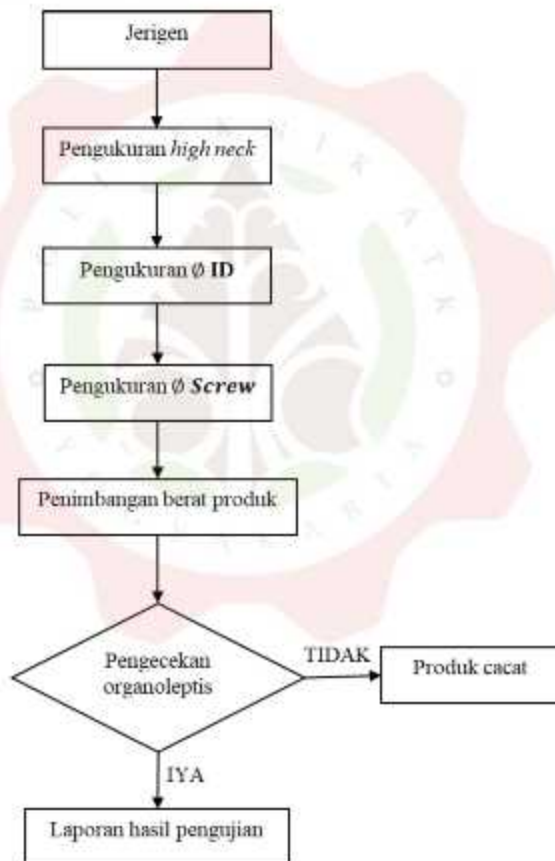 Jerigen
Pengukuran high neck
Pengukuran Ø ID
Pengukuran Ø Screw
Penimbangan berat produk
Pengecekan
organoleptis
TIDAK
Produk cacat
IYA
Laporan hasil pengujian